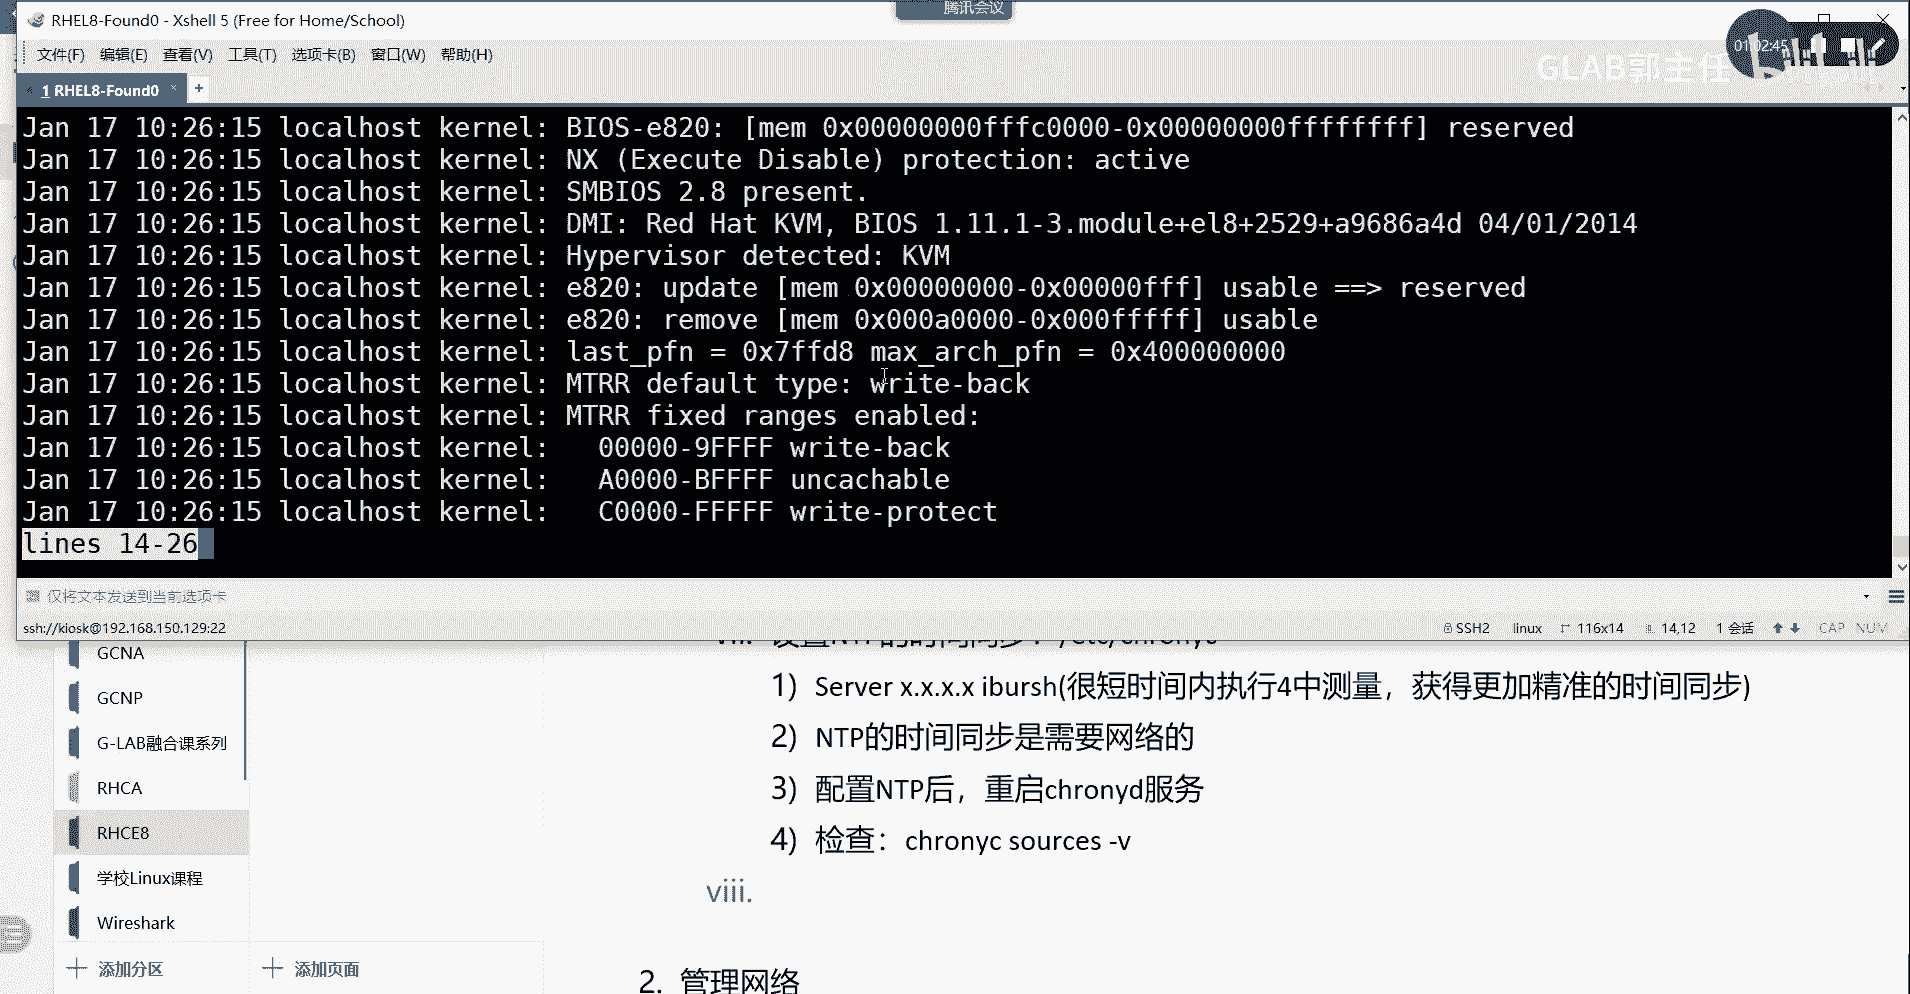 腾讯会议
RHEL8-Found0 - Xshell 5 (Free for Home/School)
01:02:45
GLAB郭主任
文件(F) 编辑(E) 查看(V) 工具(T) 选项卡(B) 窗口(W) 帮助(H)
1 RHEL8-Found0 × +
Jan 17 10:26:15 localhost kernel: BIOS-e820: [mem 0x00000000fffc0000-0x00000000ffffffff] reserved
Jan 17 10:26:15 localhost kernel: NX (Execute Disable) protection: active
Jan 17 10:26:15 localhost kernel: SMBIOS 2.8 present.
Jan 17 10:26:15 localhost kernel: DMI: Red Hat KVM, BIOS 1.11.1-3.module+el8+2529+a9686a4d 04/01/2014
Jan 17 10:26:15 localhost kernel: Hypervisor detected: KVM
Jan 17 10:26:15 localhost kernel: e820: update [mem 0x00000000-0x00000fff] usable ==> reserved
Jan 17 10:26:15 localhost kernel: e820: remove [mem 0x000a0000-0x000fffff] usable
Jan 17 10:26:15 localhost kernel: last_pfn = 0x7ffd8 max_arch_pfn = 0x400000000
Jan 17 10:26:15 localhost kernel: MTRR default type: write-back
Jan 17 10:26:15 localhost kernel: MTRR fixed ranges enabled:
Jan 17 10:26:15 localhost kernel:   00000-9FFFF write-back
Jan 17 10:26:15 localhost kernel:   A0000-BFFFF uncachable
Jan 17 10:26:15 localhost kernel:   C0000-FFFFF write-protect
lines 14-26
仅将文本发送到当前选项卡
ssh://kiosk@192.168.150.129:22 SSH2 linux 116x14 14,12 1 会话 CAP NUM
GCNA
GCNP
G-LAB融合课系列
RHCA
RHCE8
学校Linux课程
Wireshark
添加分区
添加页面
vii. 设置NTP的时间同步：/etc/chronyd
1) Server x.x.x.x ibursh(很短时间内执行4中测量，获得更加精准的时间同步)
2) NTP的时间同步是需要网络的
3) 配置NTP后，重启chronyd服务
4) 检查：chronyc sources -v
viii.
2. 管理网络